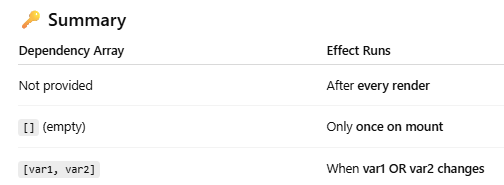 🔑 Summary
Dependency Array Effect Runs
Not provided After every render
[] (empty) Only once on mount
[var1, var2] When var1 OR var2 changes